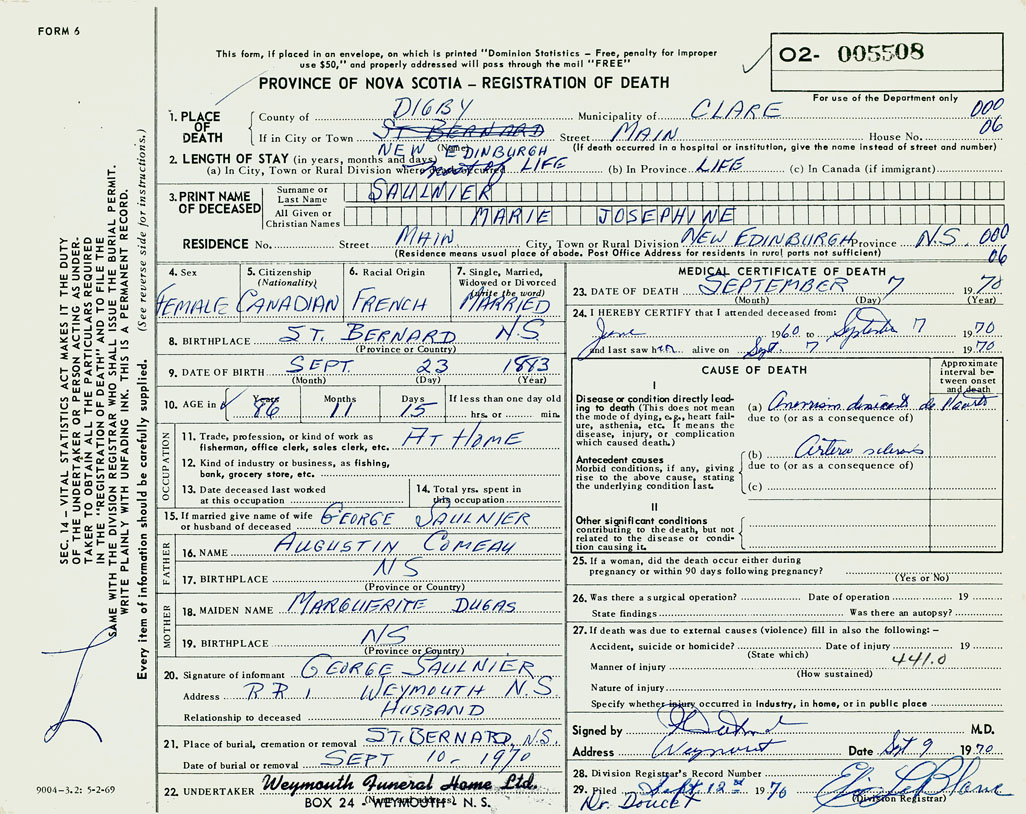 FORM 6
This form, if placed in an envelope, on which is printed "Dominion Statistics – Free, penalty for improper
use $50," and properly addressed will pass through the mail "FREE"
O2- 005508
For use of the Department only
PROVINCE OF NOVA SCOTIA – REGISTRATION OF DEATH
1. PLACE OF DEATH
County of DIGBY Municipality of CLARE 000
If in City or Town ST BERNARD Street MAIN House No. 06
NEW EDINBURGH (Name) (If death occurred in a hospital or institution, give the name instead of street and number)
2. LENGTH OF STAY (in years, months and days)
(a) In City, Town or Rural Division where LIFE (b) In Province LIFE (c) In Canada (if immigrant)
3. PRINT NAME OF DECEASED
Surname or Last Name SAULNIER
All Given or Christian Names MARIE JOSEPHINE
RESIDENCE No. Street MAIN City, Town or Rural Division NEW EDINBURGH Province N.S. 000
(Residence means usual place of abode. Post Office Address for residents in rural parts not sufficient) 06
4. Sex
FEMALE
5. Citizenship (Nationality)
CANADIAN
6. Racial Origin
FRENCH
7. Single, Married, Widowed or Divorced (write the word)
MARRIED
8. BIRTHPLACE ST. BERNARD N.S.
(Province or Country)
9. DATE OF BIRTH SEPT. 23 1883
(Month) (Day) (Year)
10. AGE in Years Months Days If less than one day old
86 11 15 hrs. or min.
OCCUPATION
11. Trade, profession, or kind of work as AT HOME
fisherman, office clerk, sales clerk, etc.
12. Kind of industry or business, as fishing,
bank, grocery store, etc.
13. Date deceased last worked
at this occupation
14. Total yrs. spent in
this occupation
15. If married give name of wife GEORGE SAULNIER
or husband of deceased
FATHER
16. NAME AUGUSTIN COMEAU
17. BIRTHPLACE NS
(Province or Country)
MOTHER
18. MAIDEN NAME MARGUERITE DUGAS
19. BIRTHPLACE NS
(Province or Country)
20. Signature of informant GEORGE SAULNIER
Address RR 1 WEYMOUTH N.S
Relationship to deceased HUSBAND
21. Place of burial, cremation or removal ST. BERNARD, N.S.
Date of burial or removal SEPT 10- 1970
22. UNDERTAKER Weymouth Funeral Home Ltd.
BOX 24 - WEYMOUTH N. S.
MEDICAL CERTIFICATE OF DEATH
23. DATE OF DEATH SEPTEMBER 7 1970
(Month) (Day) (Year)
24. I HEREBY CERTIFY that I attended deceased from:
June 1960 to September 7 1970
and last saw her alive on Sept. 7 1970
CAUSE OF DEATH
Approximate interval between onset and death
I
Disease or condition directly leading to death (This does not mean the mode of dying, e.g., heart failure, asthenia, etc. It means the disease, injury, or complication which caused death.)
(a)
due to (or as a consequence of)
Antecedent causes
Morbid conditions, if any, giving rise to the above cause, stating the underlying condition last.
(b) Arterio sclerosis
due to (or as a consequence of)
(c)
II
Other significant conditions
contributing to the death, but not related to the disease or condition causing it.
25. If a woman, did the death occur either during
pregnancy or within 90 days following pregnancy?
(Yes or No)
26. Was there a surgical operation? Date of operation 19
State findings Was there an autopsy?
27. If death was due to external causes (violence) fill in also the following: –
Accident, suicide or homicide? Date of injury 19
(State which) 441.0
Manner of injury
(How sustained)
Nature of injury
Specify whether injury occurred in Industry, in home, or in public place
Signed by M.D.
Address Weymouth Date Sept 9 1970
28. Division Registrar's Record Number
29. Filed Sept 12th 1970
Dr. Doucet (Division Registrar)
SEC. 14 – VITAL STATISTICS ACT MAKES IT THE DUTY
OF THE UNDERTAKER OR PERSON ACTING AS UNDER-
TAKER TO OBTAIN ALL THE PARTICULARS REQUIRED
IN THE "REGISTRATION OF DEATH" AND TO FILE THE
SAME WITH THE DIVISION REGISTRAR WHO SHALL ISSUE THE BURIAL PERMIT.
WRITE PLAINLY WITH UNFADING INK. THIS IS A PERMANENT RECORD.
Every item of information should be carefully supplied. (See reverse side for instructions.)
9004-3.2: 5-2-69